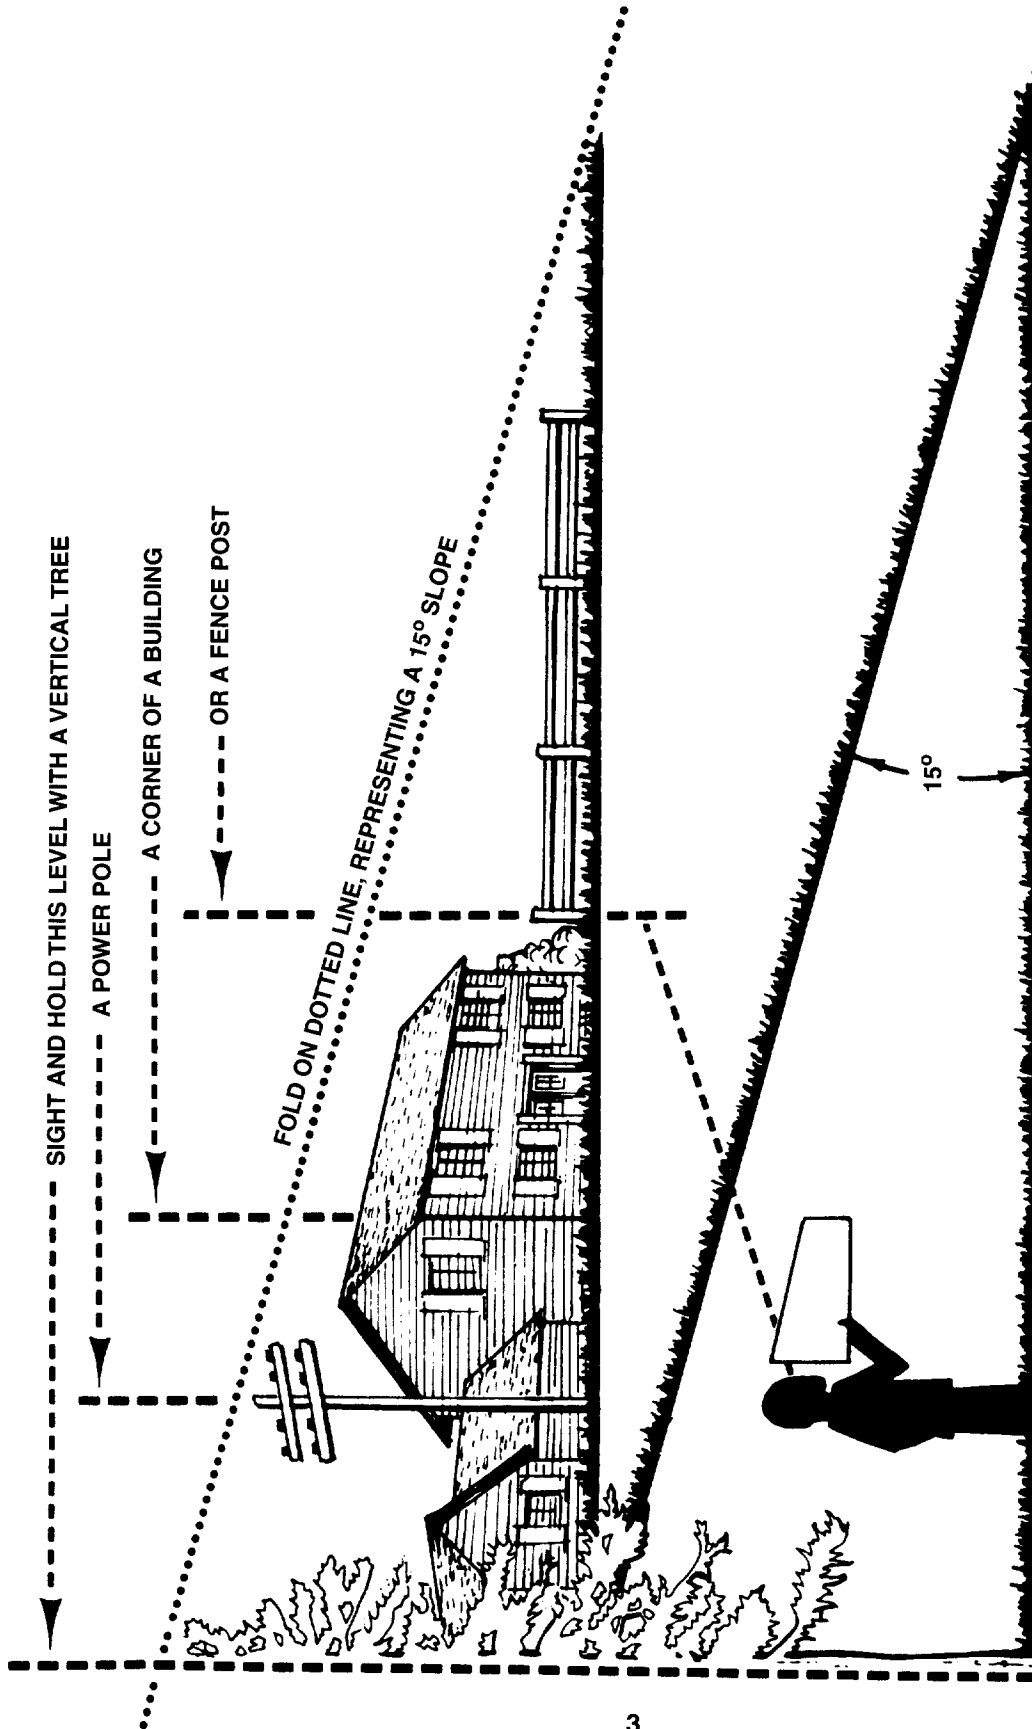 SIGHT AND HOLD THIS LEVEL WITH A VERTICAL TREE
A POWER POLE
A CORNER OF A BUILDING
OR A FENCE POST
FOLD ON DOTTED LINE, REPRESENTING A 15° SLOPE
15°
3